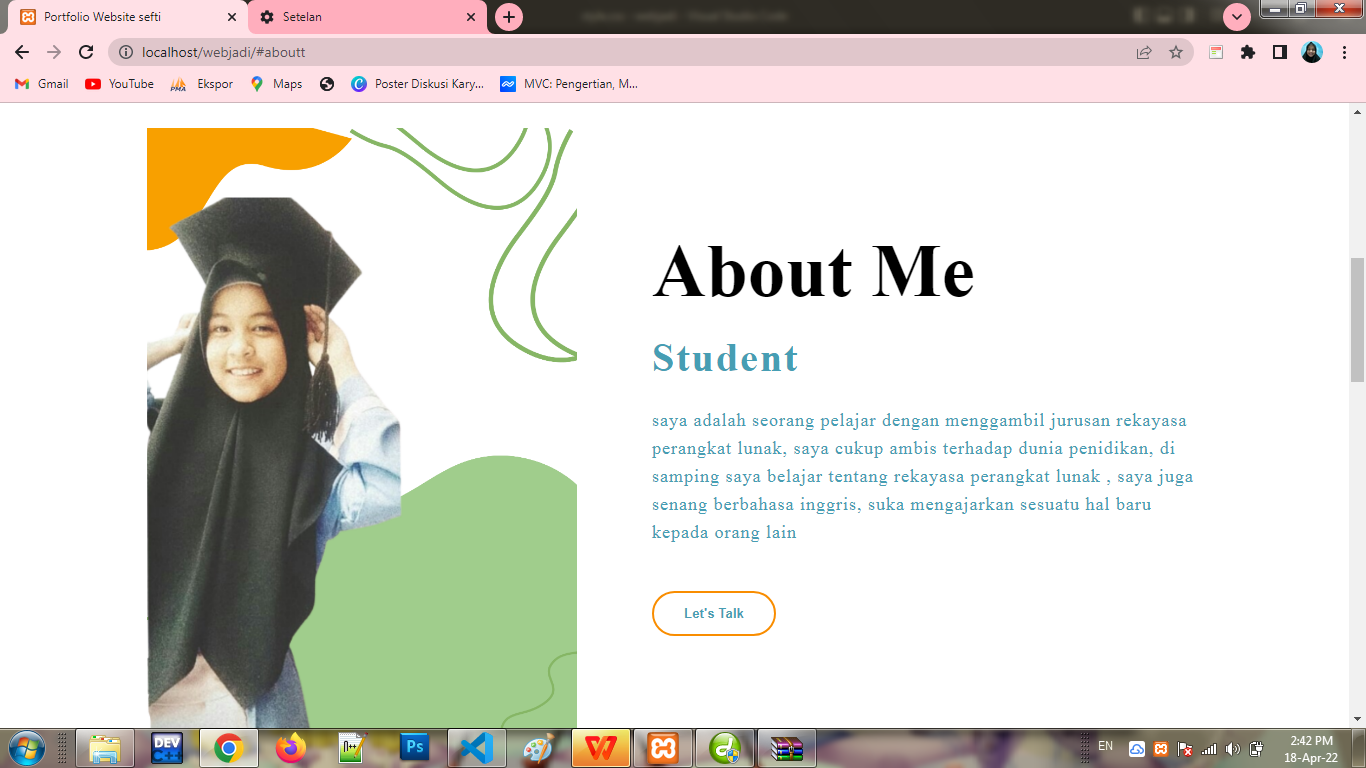 Portfolio Website sefti
Setelan
localhost/webjadi/#aboutt
Gmail
YouTube
PMA
Ekspor
Maps
Poster Diskusi Kary...
MVC: Pengertian, M...
About Me
Student
saya adalah seorang pelajar dengan menggambil jurusan rekayasa
perangkat lunak, saya cukup ambis terhadap dunia penidikan, di
samping saya belajar tentang rekayasa perangkat lunak , saya juga
senang berbahasa inggris, suka mengajarkan sesuatu hal baru
kepada orang lain
Let's Talk
DEV
C++
N++
Ps
EN
2:42 PM
18-Apr-22